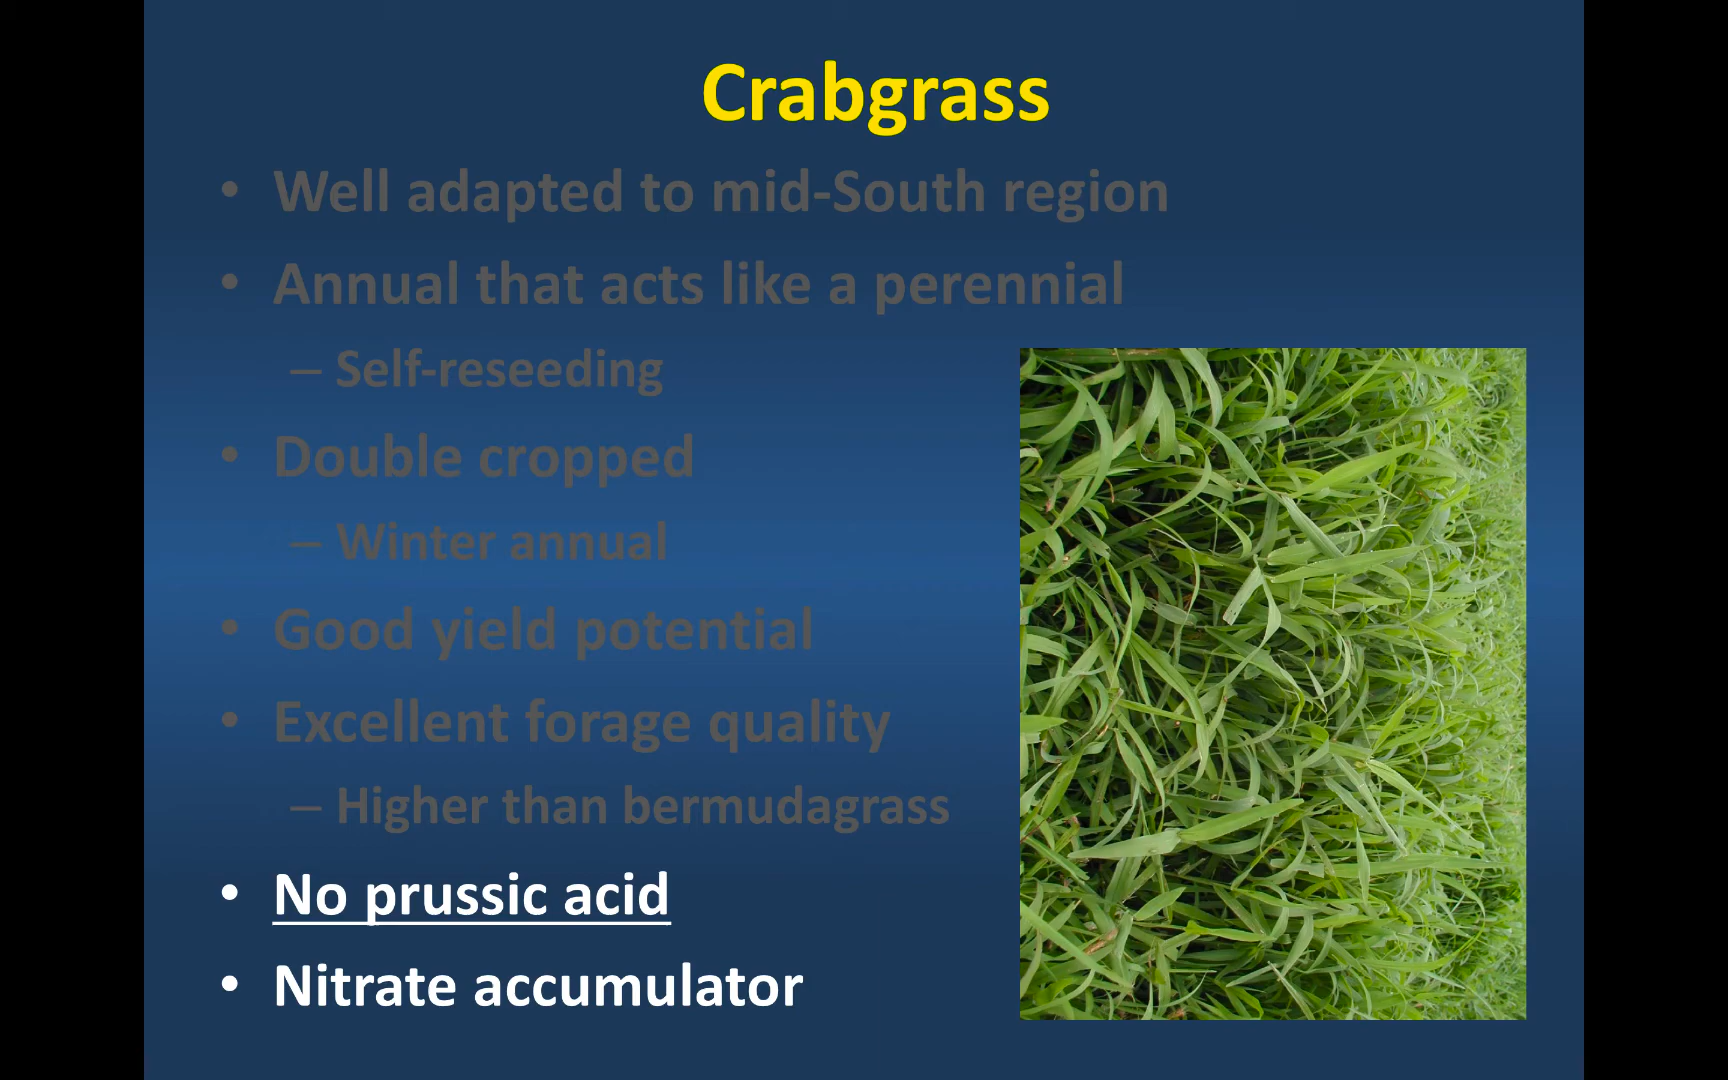 Crabgrass
• Well adapted to mid-South region
• Annual that acts like a perennial
– Self-reseeding
• Double cropped
– Winter annual
• Good yield potential
• Excellent forage quality
– Higher than bermudagrass
• No prussic acid
• Nitrate accumulator